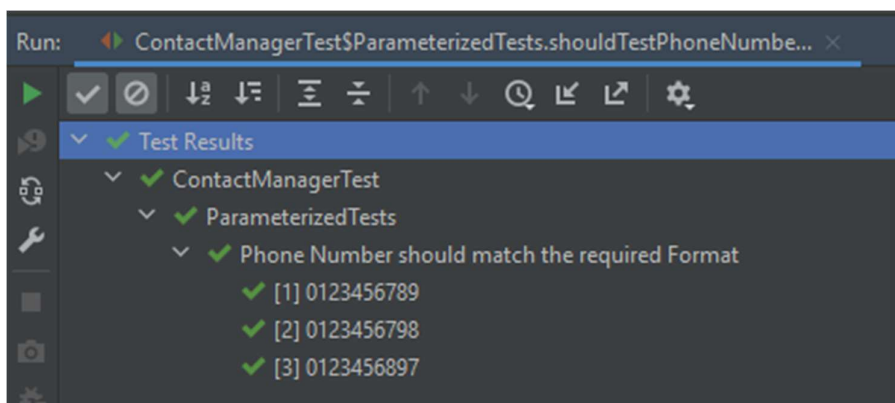 Run: ContactManagerTest$ParameterizedTests.shouldTestPhoneNumbe...
Test Results
ContactManagerTest
ParameterizedTests
Phone Number should match the required Format
[1] 0123456789
[2] 0123456798
[3] 0123456897